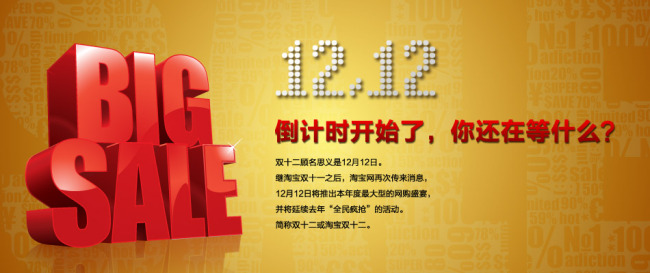 BIG
SALE
12.12
倒计时开始了，你还在等什么？
双十二顾名思义是12月12日。
继淘宝双十一之后，淘宝网再次传来消息，
12月12日将推出本年度最大型的网购盛宴，
并将延续去年“全民疯抢”的活动。
简称双十二或淘宝双十二。